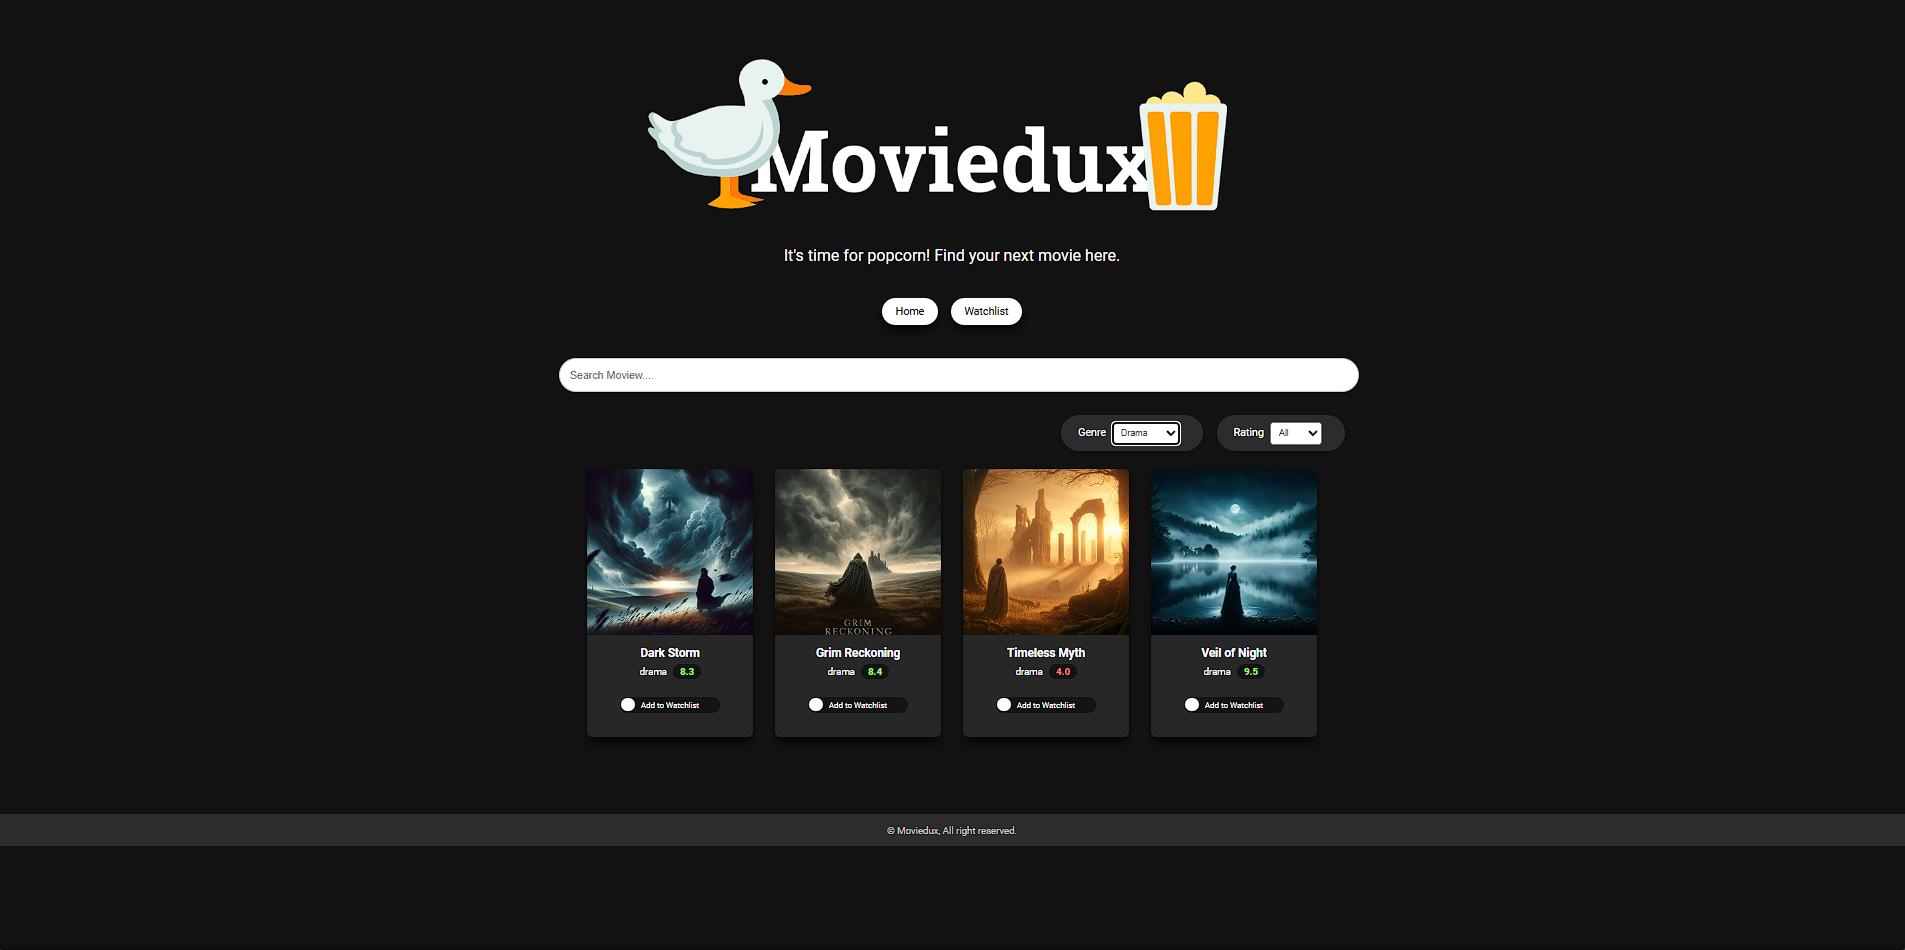 Moviedux
It's time for popcorn! Find your next movie here.
Home Watchlist
Search Moview....
Genre Drama Rating All
GRIM
RECKONING
Dark Storm Grim Reckoning Timeless Myth Veil of Night
drama 8.3 drama 8.4 drama 4.0 drama 9.5
Add to Watchlist Add to Watchlist Add to Watchlist Add to Watchlist
© Moviedux, All right reserved.